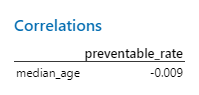 Correlations
preventable_rate
median_age -0.009